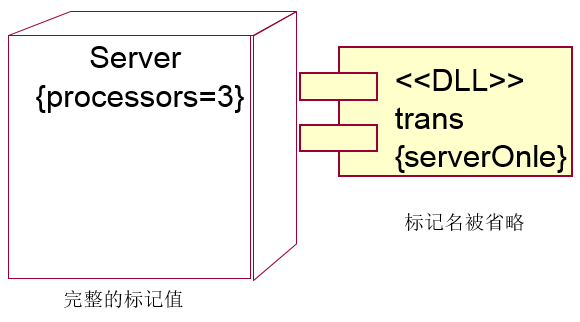 Server
{processors=3}
<<DLL>>
trans
{serverOnle}
标记名被省略
完整的标记值